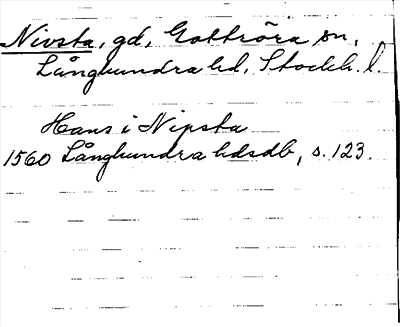 Nivsta, gd, Gottröra sn,
Långhundra hd, Stockh. l.
Hans i Nipsta
1560 Långhundra hdsdb, s. 123.